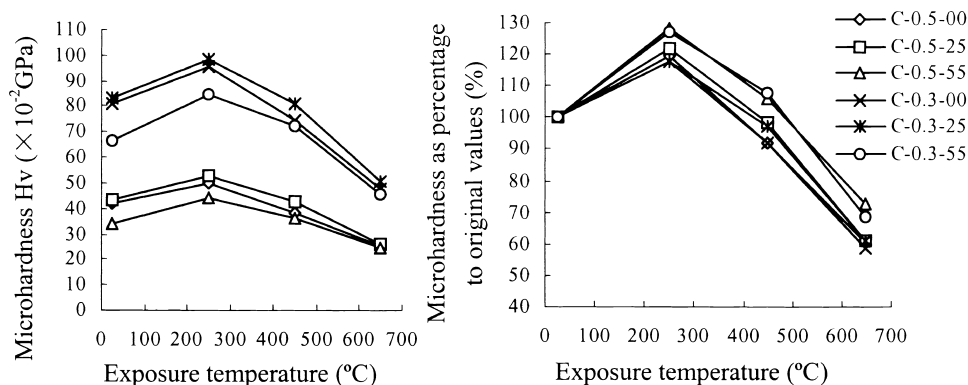 Microhardness Hv (×10⁻²GPa)
110
100
90
80
70
60
50
40
30
20
10
0
0 100 200 300 400 500 600 700
Exposure temperature (ºC)
Microhardness as percentage
to original values (%)
130
120
110
100
90
80
70
60
50
40
0 100 200 300 400 500 600 700
Exposure temperature (ºC)
C-0.5-00
C-0.5-25
C-0.5-55
C-0.3-00
C-0.3-25
C-0.3-55